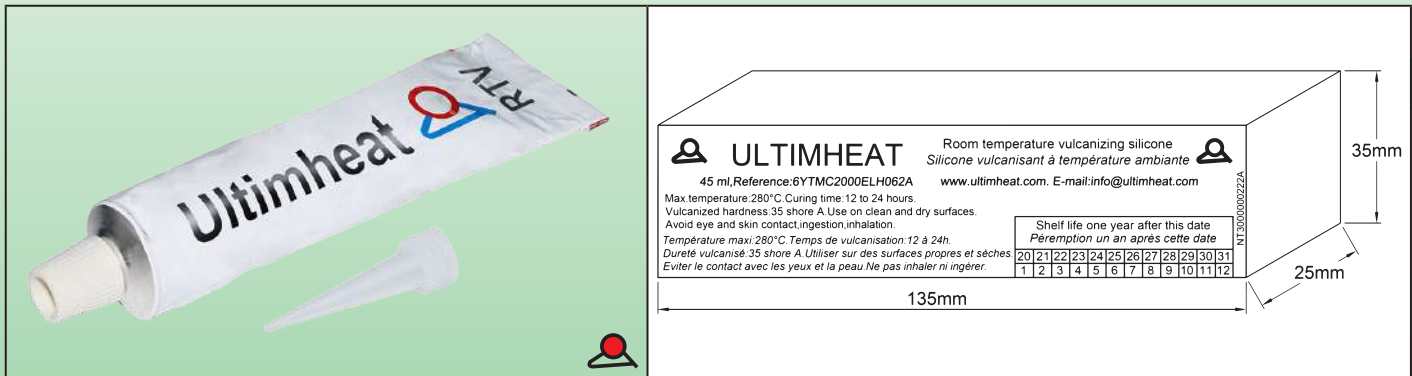 Ultimheat
RTV
ULTIMHEAT
Room temperature vulcanizing silicone
Silicone vulcanisant à température ambiante
45 ml,Reference:6YTMC2000ELH062A
www.ultimheat.com. E-mail:info@ultimheat.com
Max.temperature:280°C.Curing time:12 to 24 hours.
Vulcanized hardness:35 shore A.Use on clean and dry surfaces.
Avoid eye and skin contact,ingestion,inhalation.
Température maxi:280°C.Temps de vulcanisation:12 à 24h.
Dureté vulcanisé:35 shore A.Utiliser sur des surfaces propres et sèches.
Eviter le contact avec les yeux et la peau.Ne pas inhaler ni ingérer.
Shelf life one year after this date
Péremption un an après cette date
20 21 22 23 24 25 26 27 28 29 30 31
1 2 3 4 5 6 7 8 9 10 11 12
NT3000000222A
35mm
25mm
135mm